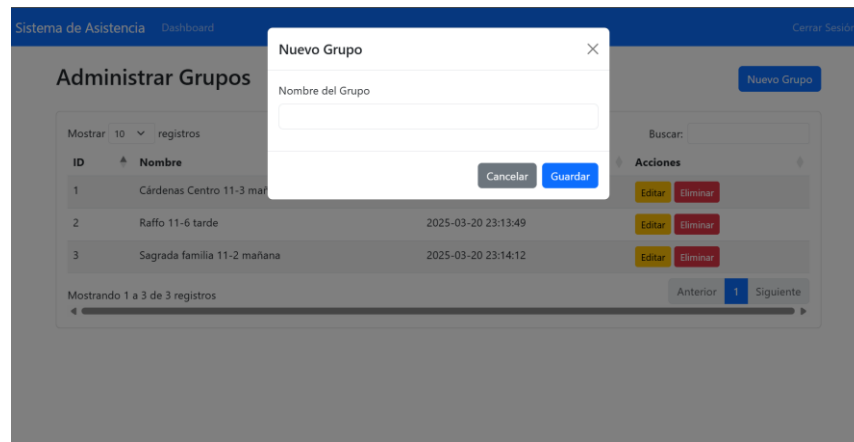 Sistema de Asistencia Dashboard Cerrar Sesión
Administrar Grupos Nuevo Grupo
Nuevo Grupo
Nombre del Grupo
Cancelar Guardar
Mostrar 10 registros Buscar:
ID Nombre Acciones
1 Cárdenas Centro 11-3 mañ Editar Eliminar
2 Raffo 11-6 tarde 2025-03-20 23:13:49 Editar Eliminar
3 Sagrada familia 11-2 mañana 2025-03-20 23:14:12 Editar Eliminar
Mostrando 1 a 3 de 3 registros Anterior 1 Siguiente